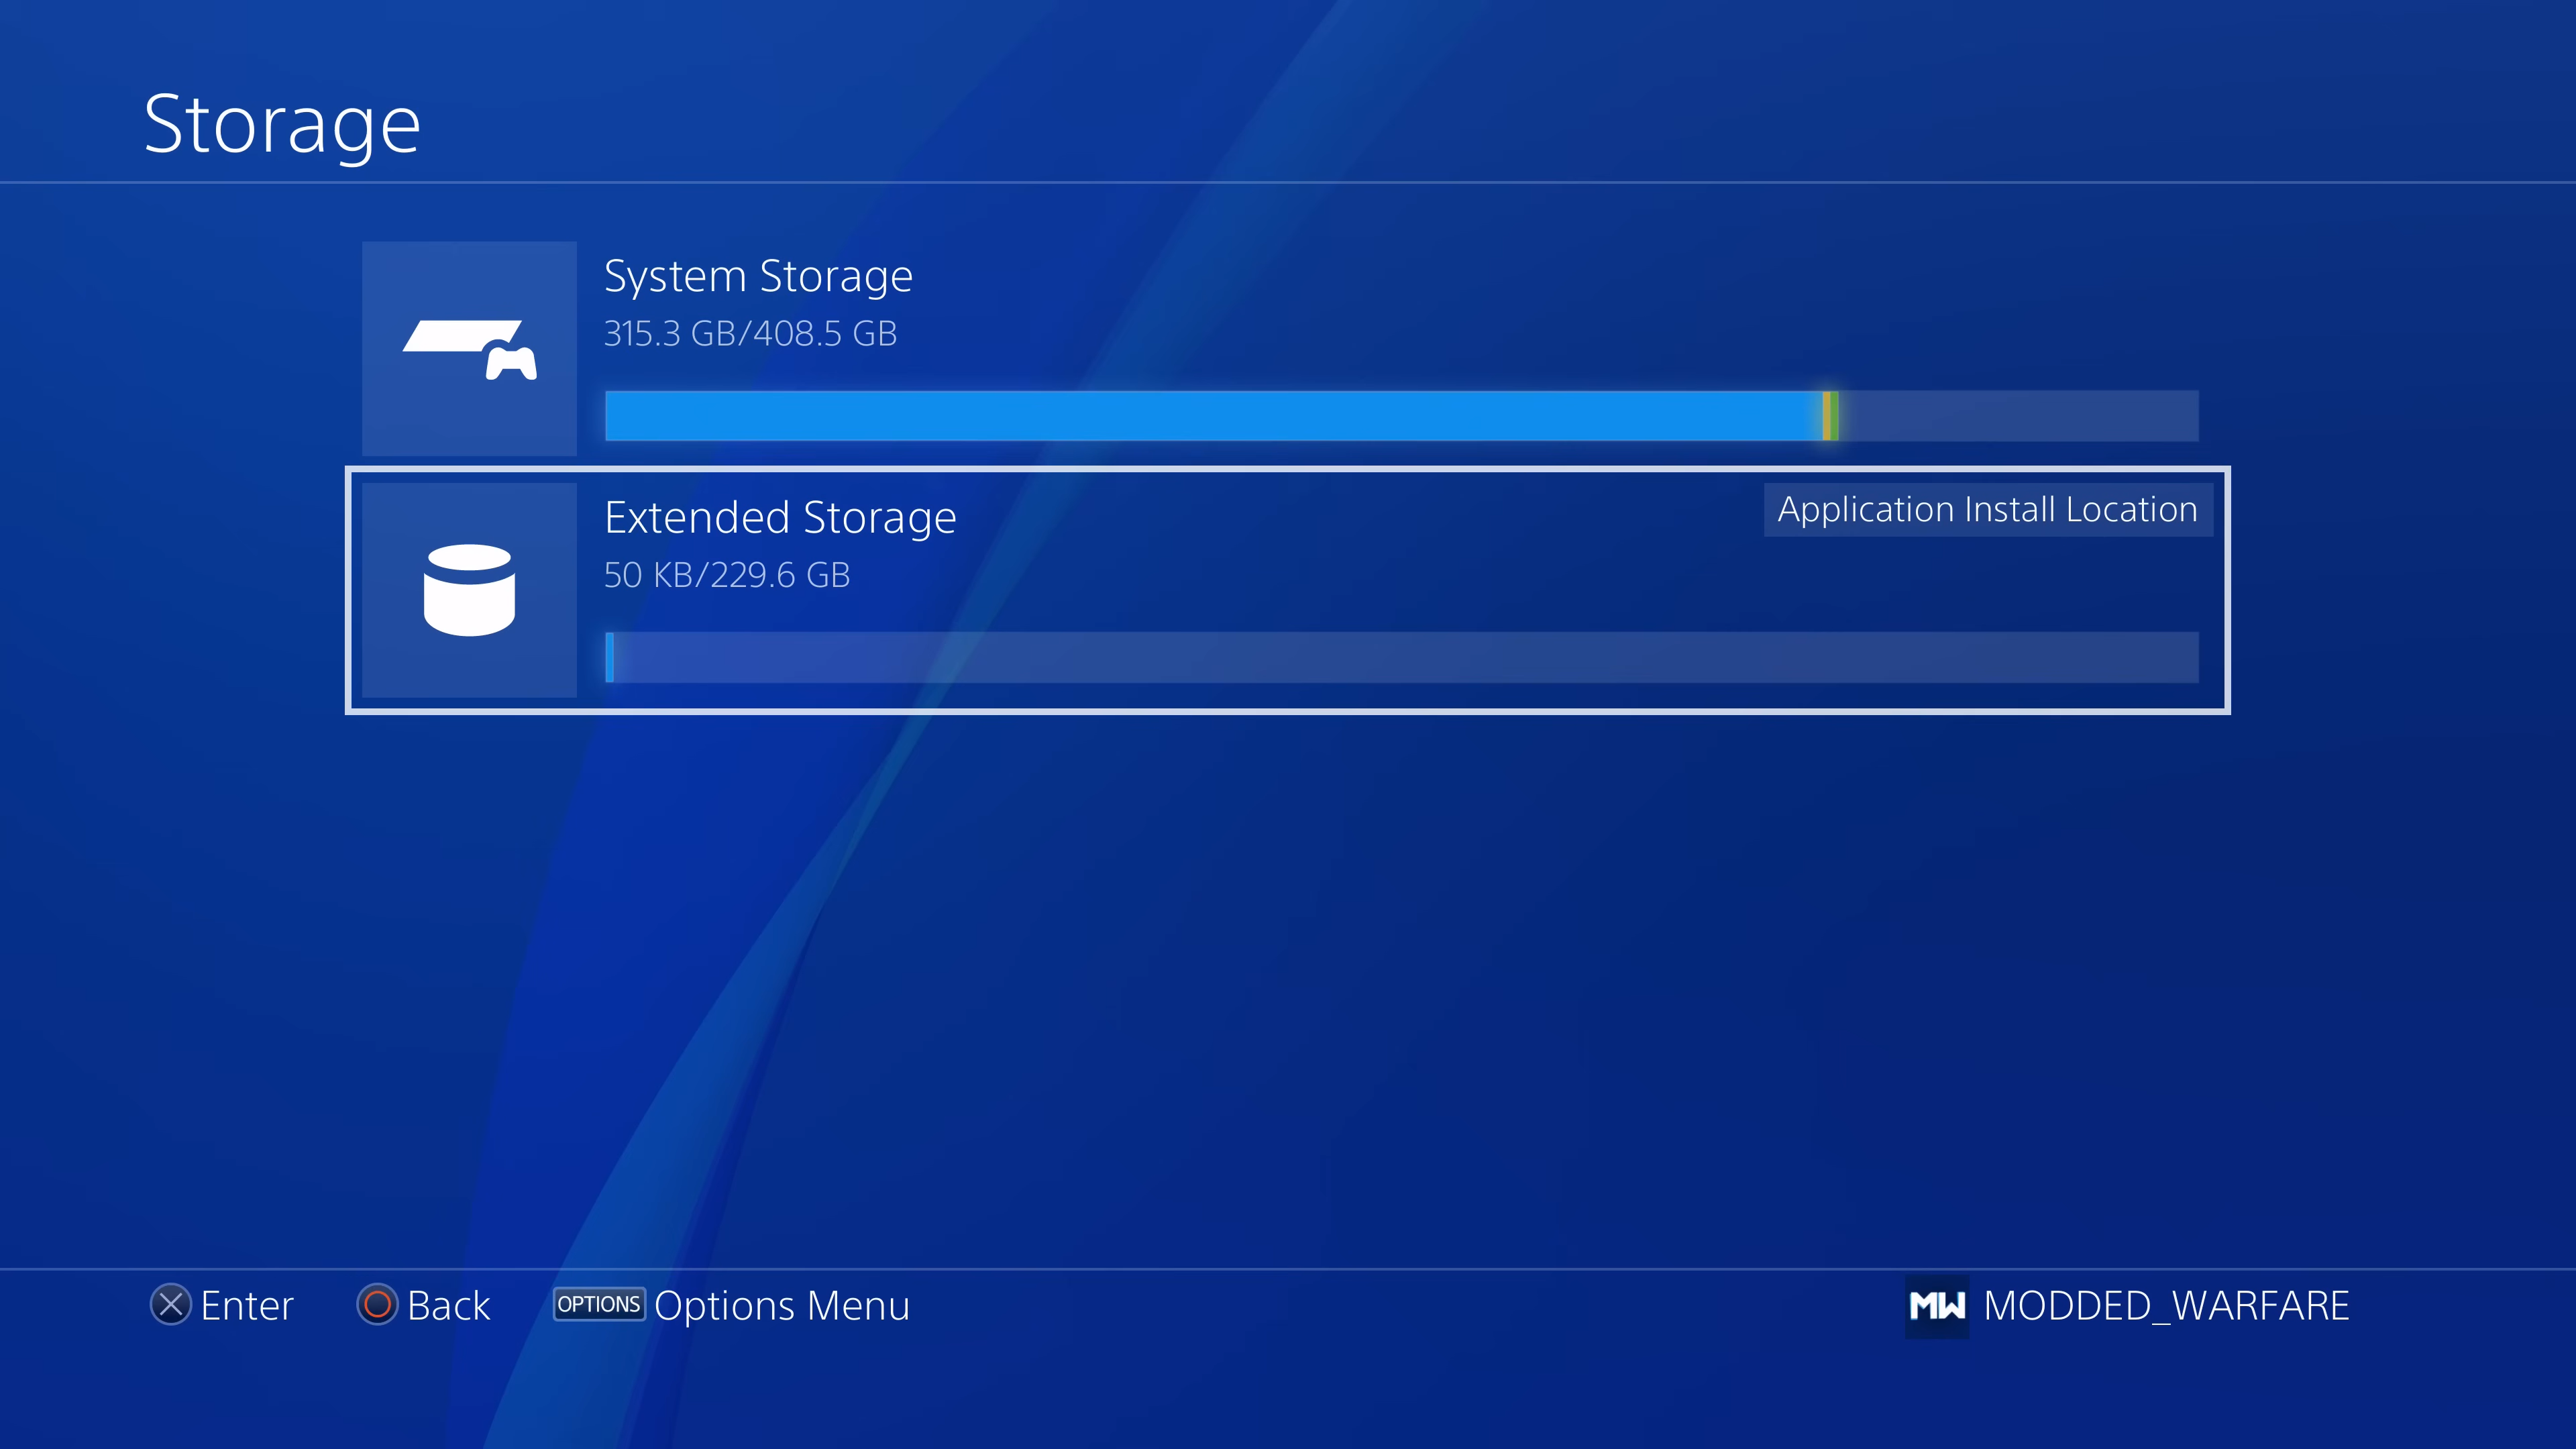 Storage
System Storage
315.3 GB/408.5 GB
Extended Storage
Application Install Location
50 KB/229.6 GB
Enter
Back
OPTIONS Options Menu
MW MODDED_WARFARE